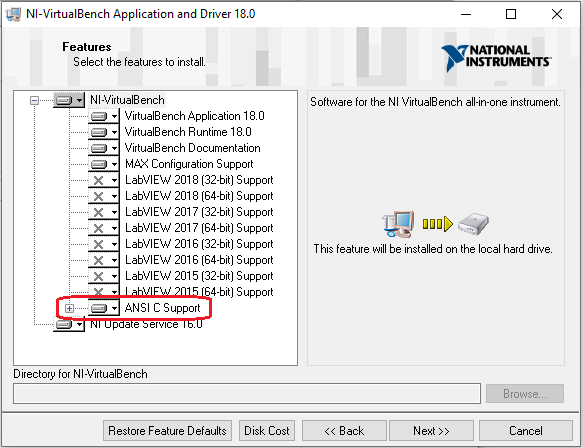 NI-VirtualBench Application and Driver 18.0
Features
Select the features to install.
NATIONAL
INSTRUMENTS
NI-VirtualBench
VirtualBench Application 18.0
VirtualBench Runtime 18.0
VirtualBench Documentation
MAX Configuration Support
LabVIEW 2018 (32-bit) Support
LabVIEW 2018 (64-bit) Support
LabVIEW 2017 (32-bit) Support
LabVIEW 2017 (64-bit) Support
LabVIEW 2016 (32-bit) Support
LabVIEW 2016 (64-bit) Support
LabVIEW 2015 (32-bit) Support
LabVIEW 2015 (64-bit) Support
ANSI C Support
NI Update Service 16.0
Software for the NI VirtualBench all-in-one instrument.
This feature will be installed on the local hard drive.
Directory for NI-VirtualBench
Browse...
Restore Feature Defaults
Disk Cost
<< Back
Next >>
Cancel